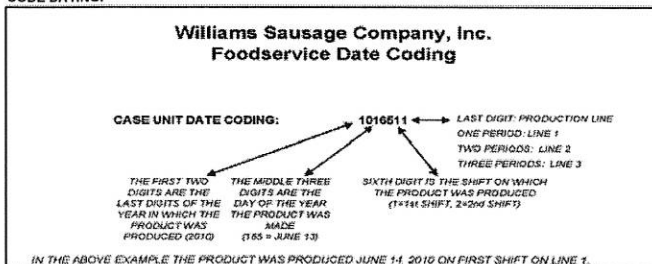 Williams Sausage Company, Inc.
Foodservice Date Coding
CASE UNIT DATE CODING:
1016511
LAST DIGIT: PRODUCTION LINE
ONE PERIOD: LINE 1
TWO PERIODS: LINE 2
THREE PERIODS: LINE 3
THE FIRST TWO
DIGITS ARE THE
LAST DIGITS OF THE
YEAR IN WHICH THE
PRODUCT WAS
PRODUCED (2010)
THE MIDDLE THREE
DIGITS ARE THE
DAY OF THE YEAR
THE PRODUCT WAS
MADE
(165 = JUNE 13)
SIXTH DIGIT IS THE SHIFT ON WHICH
THE PRODUCT WAS PRODUCED
(1=1st SHIFT, 2=2nd SHIFT)
IN THE ABOVE EXAMPLE THE PRODUCT WAS PRODUCED JUNE 14, 2010 ON FIRST SHIFT ON LINE 1.